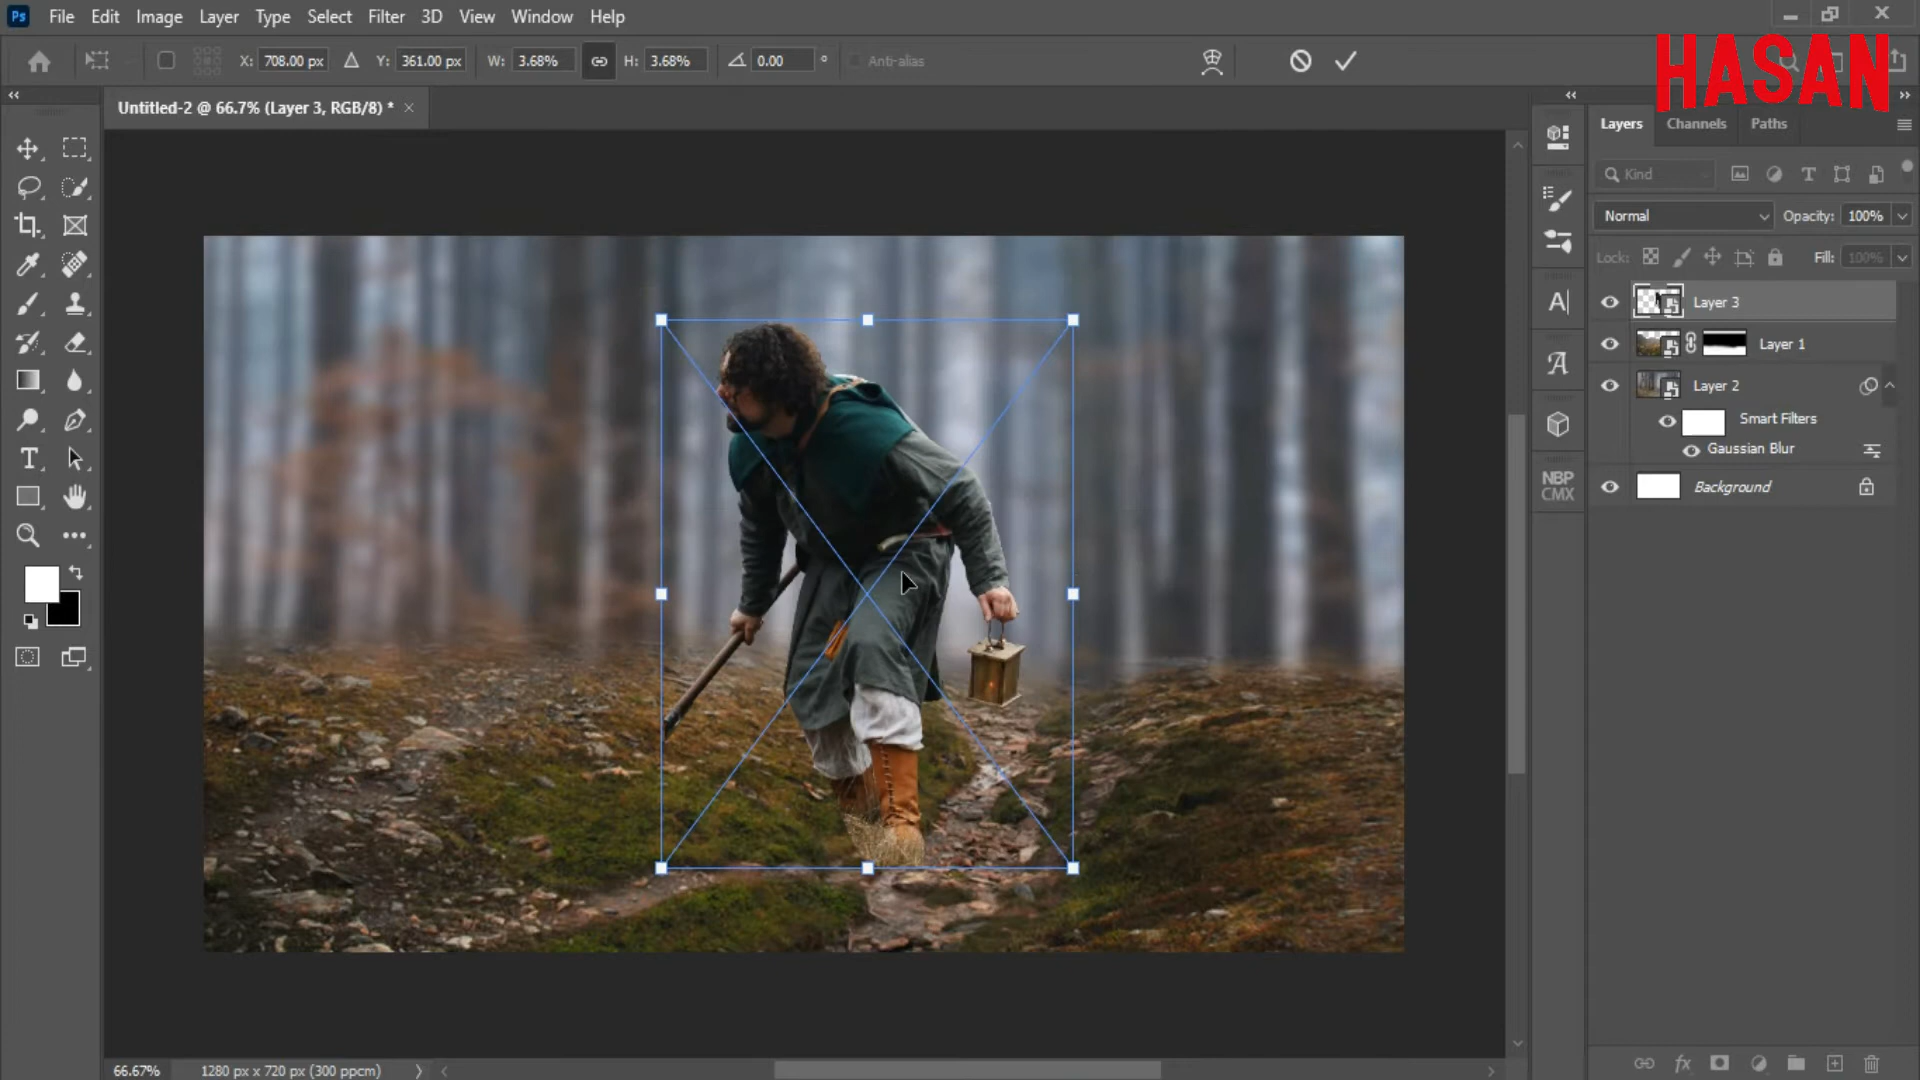 Ps File Edit Image Layer Type Select Filter 3D View Window Help
X: 708.00 px Y: 361.00 px W: 3.68% H: 3.68% 0.00 ° Anti-alias
HASAN
Untitled-2 @ 66.7% (Layer 3, RGB/8) * ×
Layers Channels Paths
Kind
Normal Opacity: 100%
Lock: Fill: 100%
Layer 3
Layer 1
Layer 2
Smart Filters
Gaussian Blur
Background
NBP
CMX
66.67% 1280 px x 720 px (300 ppcm)